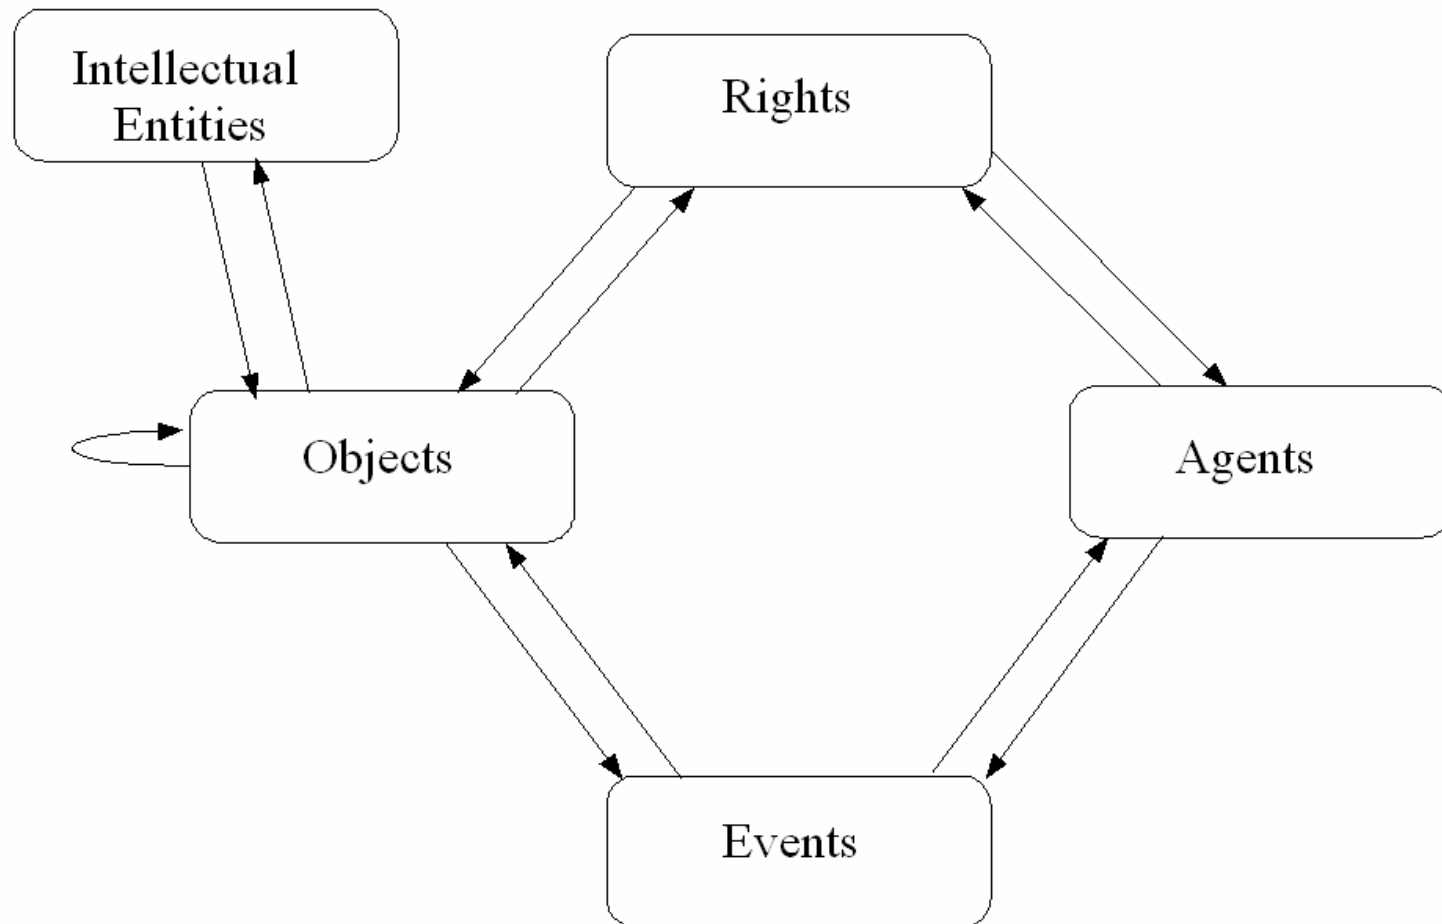 Intellectual
Entities
Rights
Objects
Agents
Events